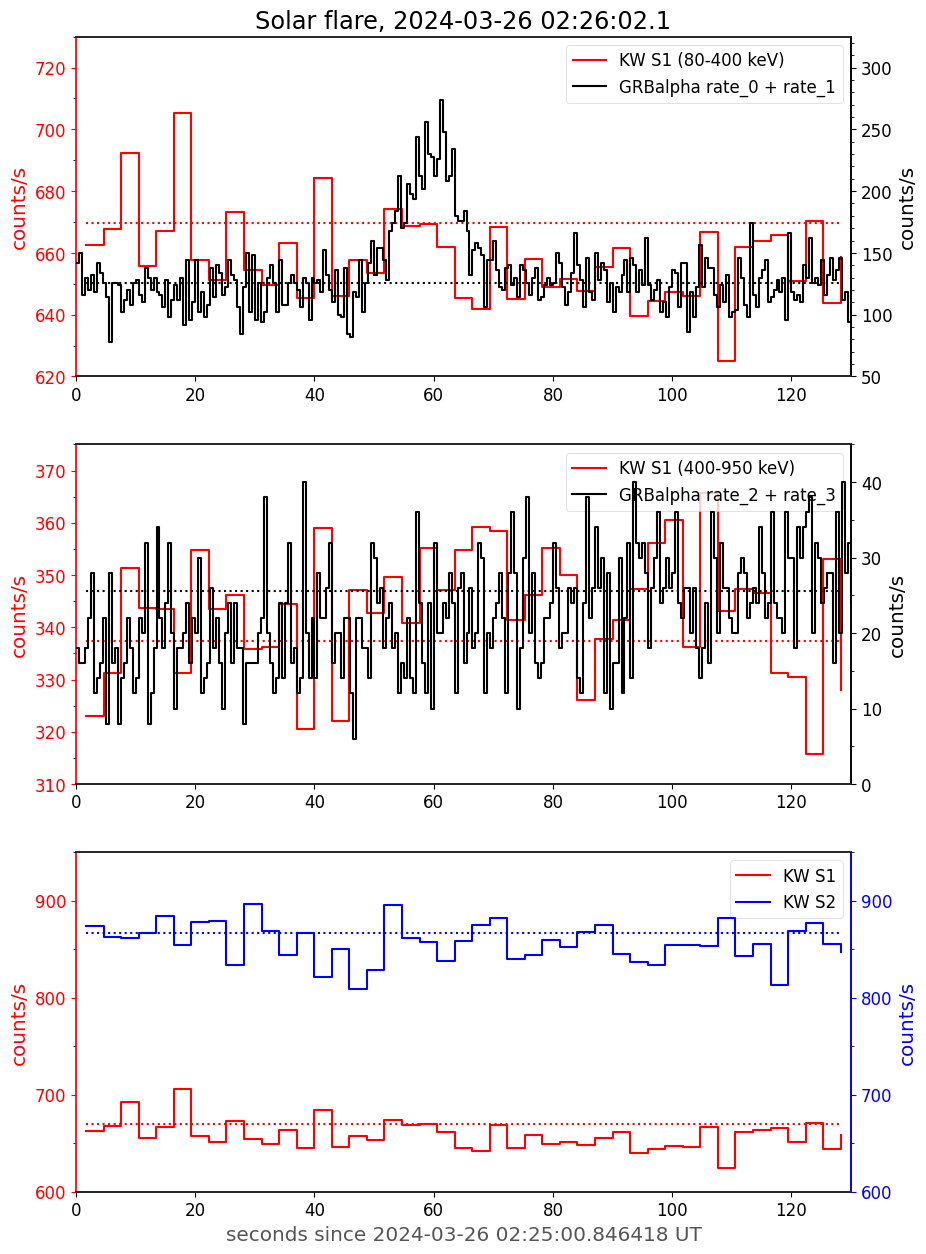 Solar flare, 2024-03-26 02:26:02.1
KW S1 (80-400 keV)
GRBalpha rate_0 + rate_1
counts/s
counts/s
720
700
680
660
640
620
300
250
200
150
100
50
0 20 40 60 80 100 120
KW S1 (400-950 keV)
GRBalpha rate_2 + rate_3
counts/s
counts/s
370
360
350
340
330
320
310
40
30
20
10
0
0 20 40 60 80 100 120
KW S1
KW S2
counts/s
counts/s
900
800
700
600
900
800
700
600
0 20 40 60 80 100 120
seconds since 2024-03-26 02:25:00.846418 UT